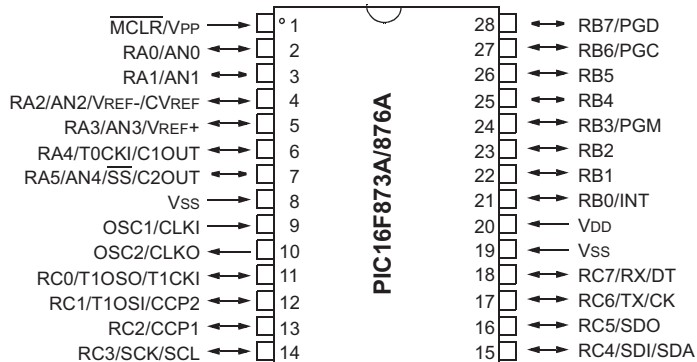 MCLR/VPP 1 28 RB7/PGD
RA0/AN0 2 27 RB6/PGC
RA1/AN1 3 26 RB5
RA2/AN2/VREF-/CVREF 4 25 RB4
RA3/AN3/VREF+ 5 24 RB3/PGM
RA4/T0CKI/C1OUT 6 23 RB2
RA5/AN4/SS/C2OUT 7 22 RB1
VSS 8 21 RB0/INT
OSC1/CLKI 9 20 VDD
OSC2/CLKO 10 19 VSS
RC0/T1OSO/T1CKI 11 18 RC7/RX/DT
RC1/T1OSI/CCP2 12 17 RC6/TX/CK
RC2/CCP1 13 16 RC5/SDO
RC3/SCK/SCL 14 15 RC4/SDI/SDA
PIC16F873A/876A